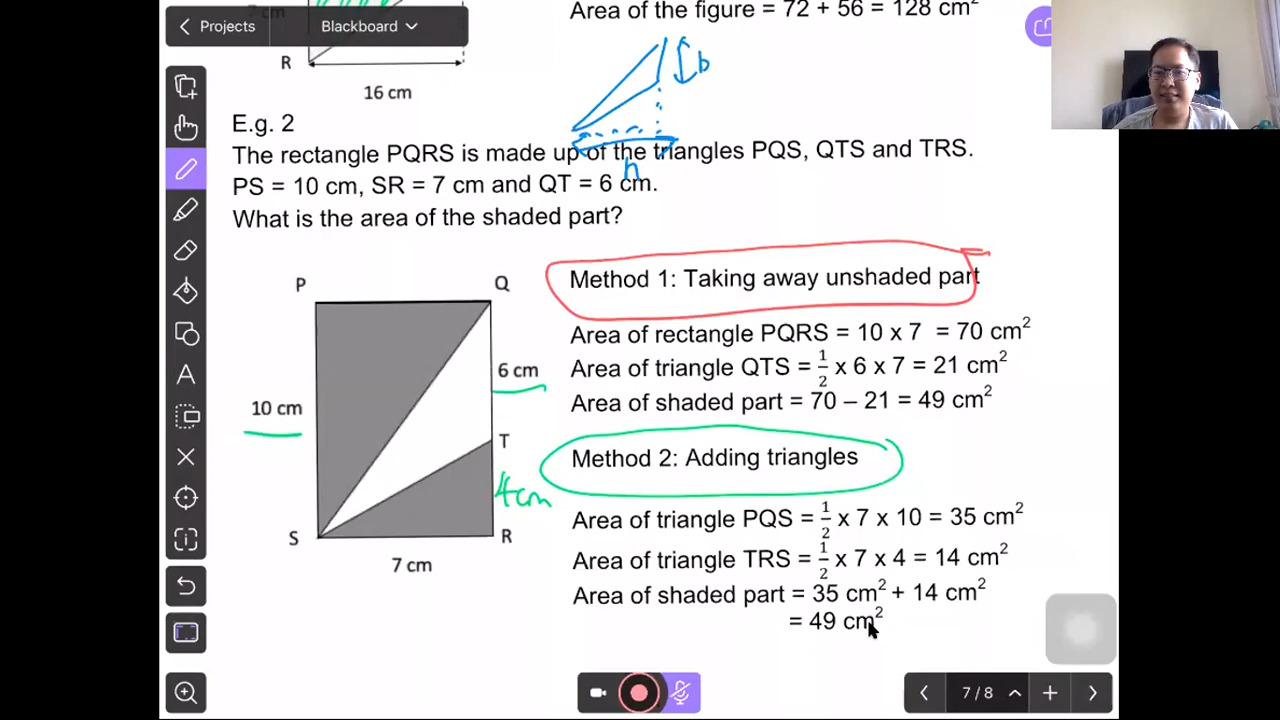 7 cm
Projects
Blackboard
R
16 cm
Area of the figure = 72 + 56 = 128 cm²
b
h
E.g. 2
The rectangle PQRS is made up of the triangles PQS, QTS and TRS.
PS = 10 cm, SR = 7 cm and QT = 6 cm.
What is the area of the shaded part?
P
Q
6 cm
10 cm
T
4cm
S
R
7 cm
Method 1: Taking away unshaded part
Area of rectangle PQRS = 10 x 7 = 70 cm²
Area of triangle QTS = 1/2 x 6 x 7 = 21 cm²
Area of shaded part = 70 – 21 = 49 cm²
Method 2: Adding triangles
Area of triangle PQS = 1/2 x 7 x 10 = 35 cm²
Area of triangle TRS = 1/2 x 7 x 4 = 14 cm²
Area of shaded part = 35 cm² + 14 cm²
= 49 cm²
A
7/8